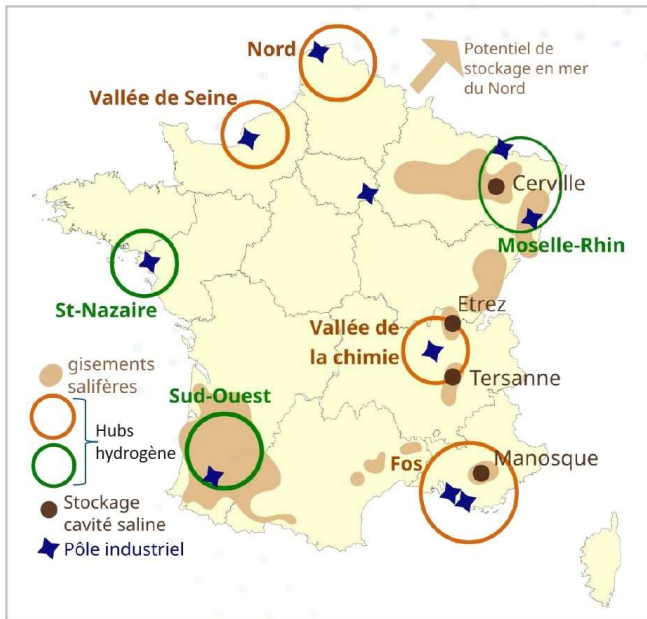 Nord
Potentiel de
stockage en mer
du Nord
Vallée de Seine
Cerville
Moselle-Rhin
St-Nazaire
Etrez
Vallée de
la chimie
Tersanne
gisements
salifères
Sud-Ouest
Hubs
hydrogène
Fos
Manosque
Stockage
cavité saline
Pôle industriel